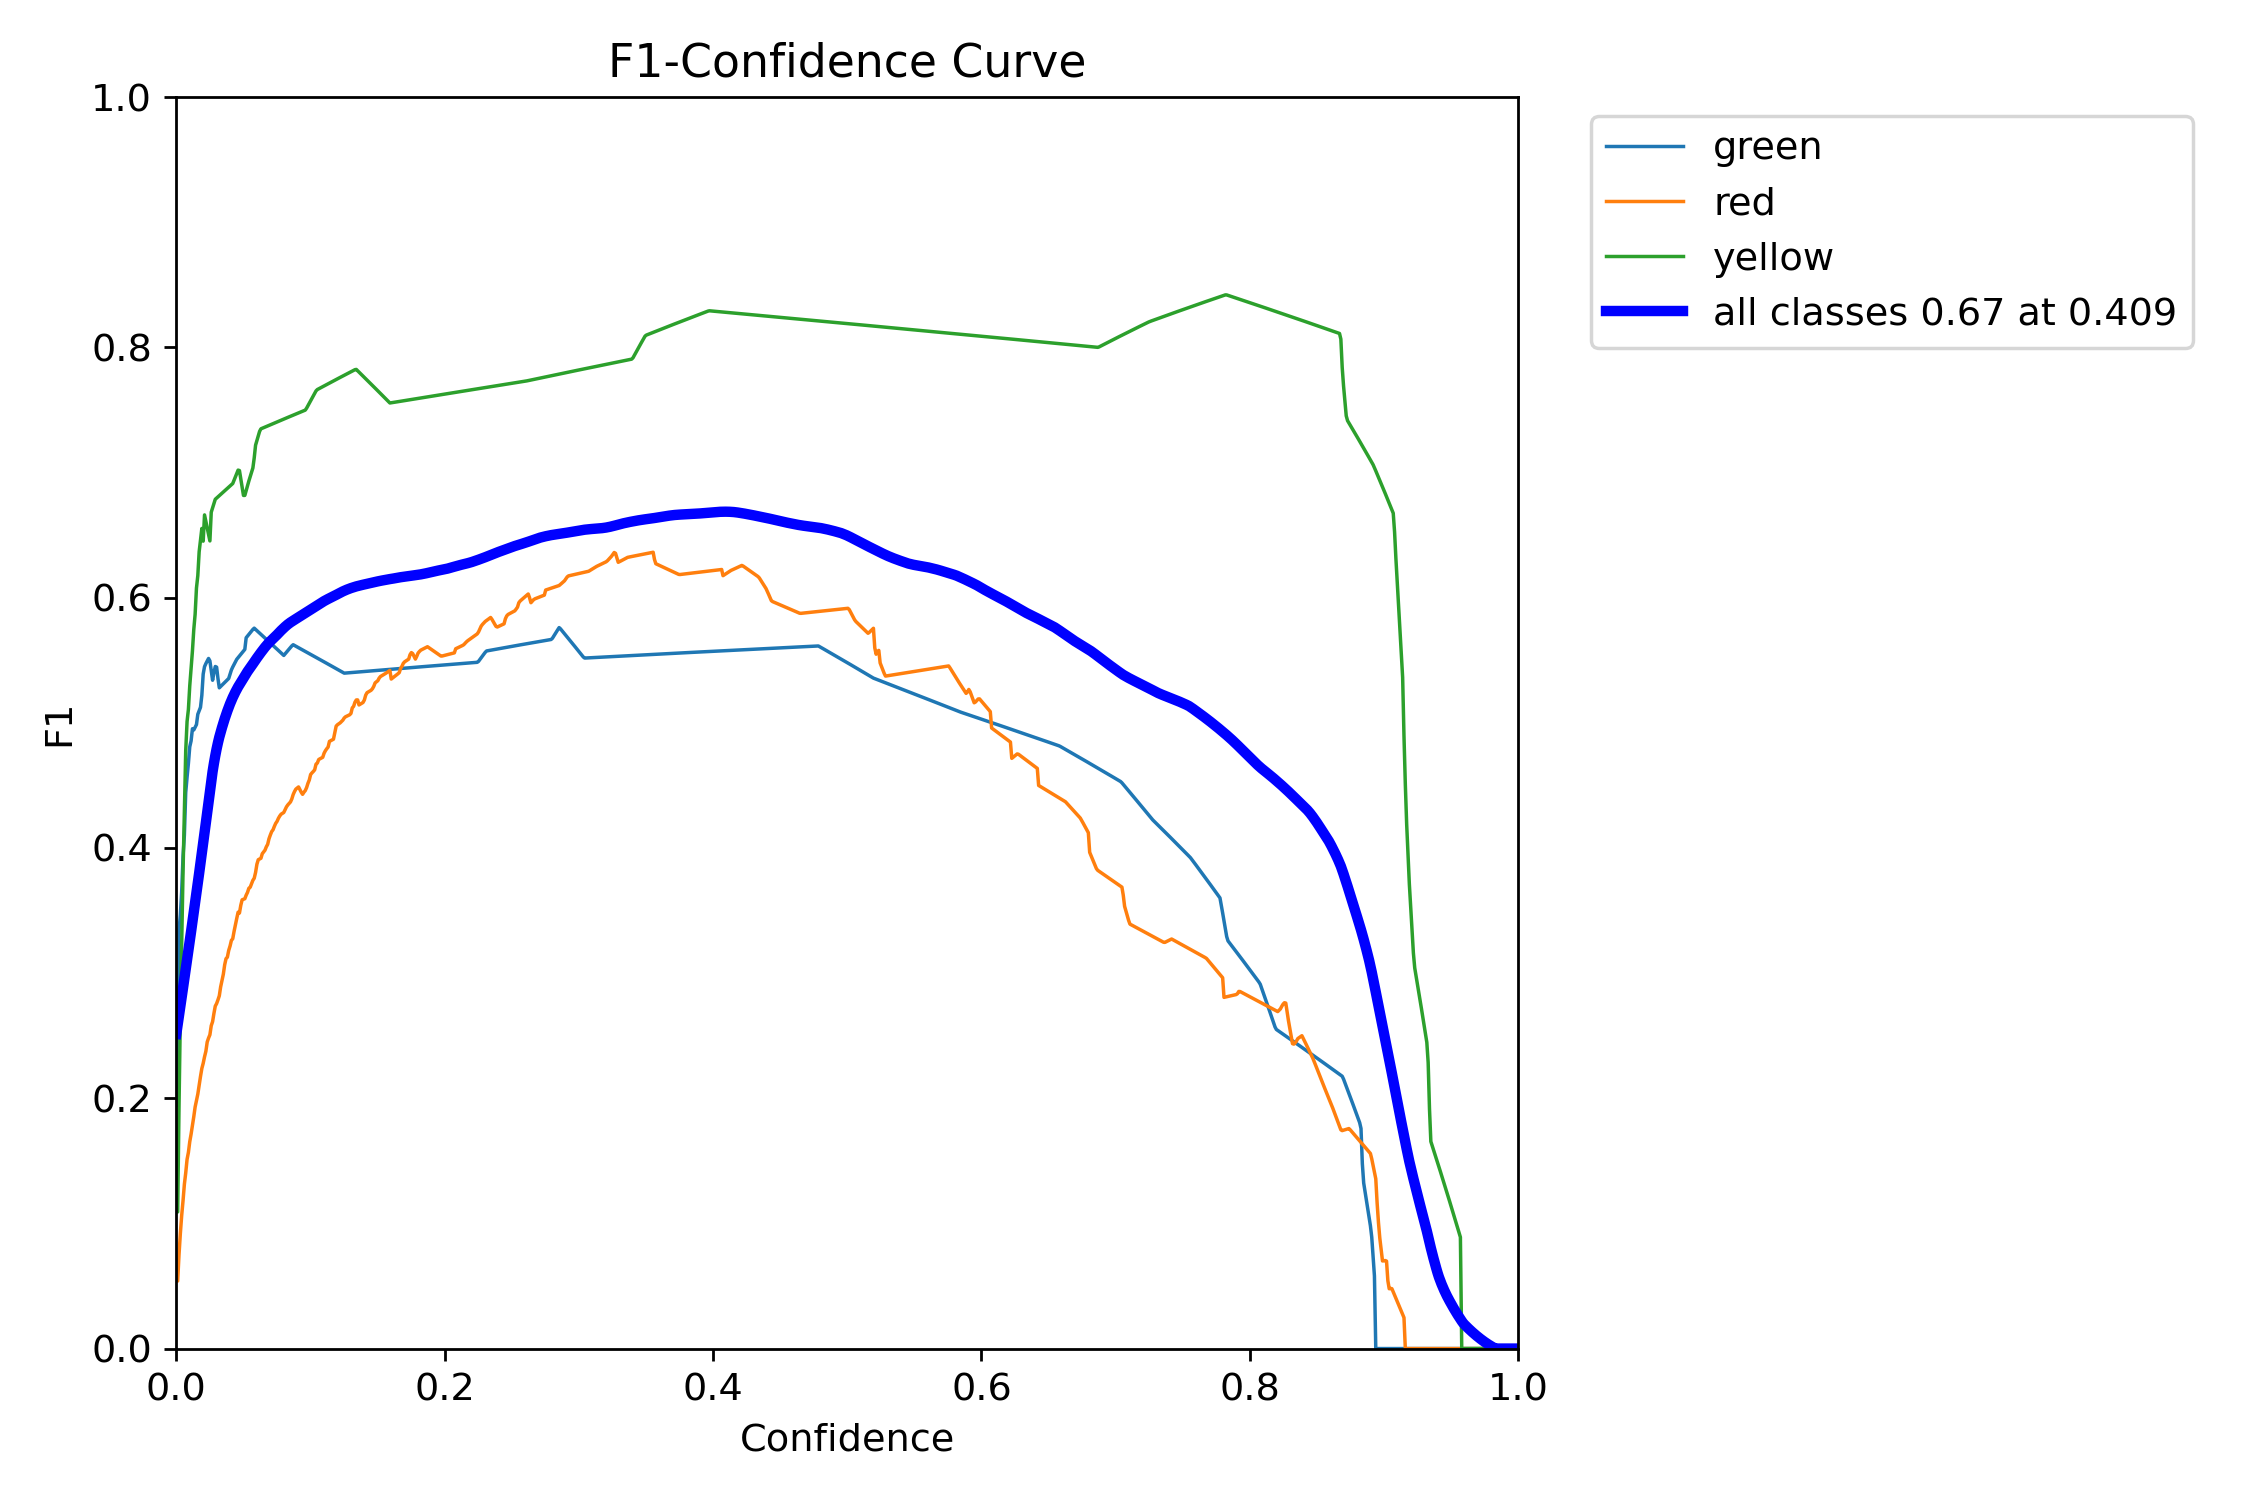 F1-Confidence Curve
1.0
0.8
0.6
0.4
0.2
0.0
F1
0.0 0.2 0.4 0.6 0.8 1.0
Confidence
green
red
yellow
all classes 0.67 at 0.409